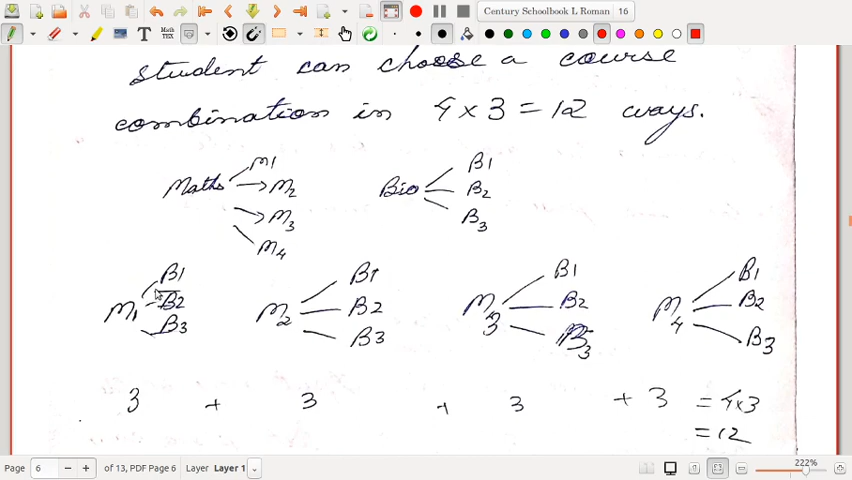 Century Schoolbook L Roman 16
T Math TEX
student can choose a course
combination in 4 × 3 = 12 ways.
Maths M1 M2 M3 M4
Bio B1 B2 B3
M1 B1 B2 B3
M2 B1 B2 B3
M3 B1 B2 B3
M4 B1 B2 B3
3 + 3 + 3 + 3 = 4×3
= 12
Page 6 of 13, PDF Page 6 Layer Layer 1 222%